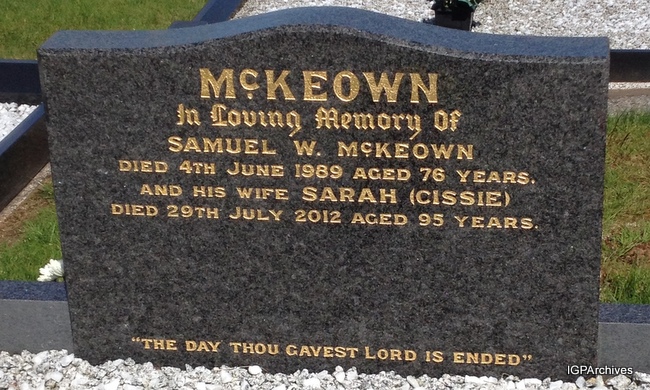 McKEOWN
In Loving Memory Of
SAMUEL W. McKEOWN
DIED 4TH JUNE 1989 AGED 76 YEARS.
AND HIS WIFE SARAH (CISSIE)
DIED 29TH JULY 2012 AGED 95 YEARS.
"THE DAY THOU GAVEST LORD IS ENDED"
IGPArchives